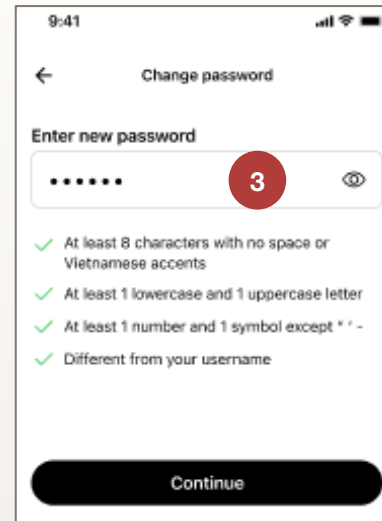 9:41
Change password
Enter new password
••••••
3
At least 8 characters with no space or
Vietnamese accents
At least 1 lowercase and 1 uppercase letter
At least 1 number and 1 symbol except * ' -
Different from your username
Continue